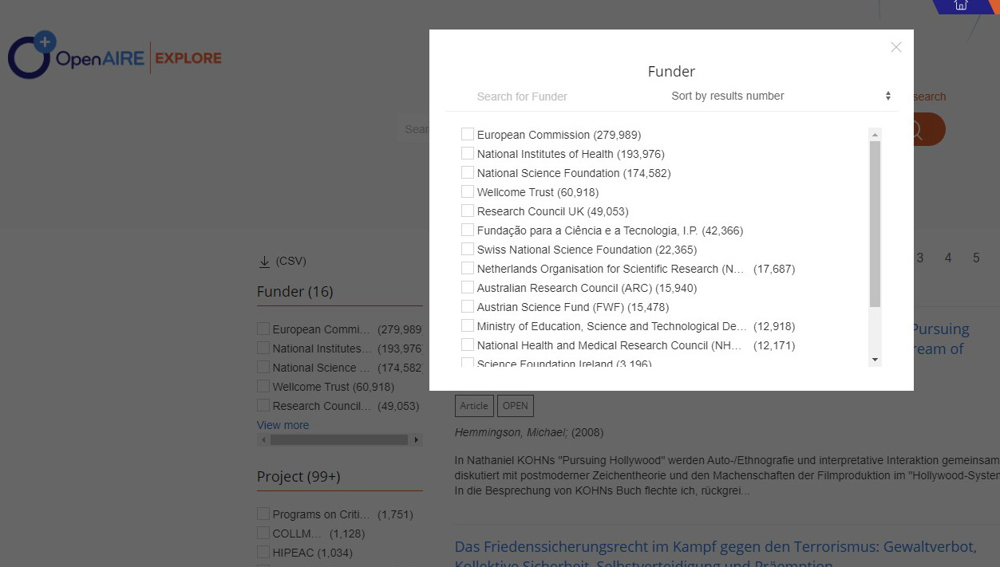 OpenAIRE EXPLORE
Funder
Search for Funder
Sort by results number
search
Sear
European Commission (279,989)
National Institutes of Health (193,976)
National Science Foundation (174,582)
Wellcome Trust (60,918)
Research Council UK (49,053)
Fundação para a Ciência e a Tecnologia, I.P. (42,366)
Swiss National Science Foundation (22,365)
Netherlands Organisation for Scientific Research (N... (17,687)
Australian Research Council (ARC) (15,940)
Austrian Science Fund (FWF) (15,478)
Ministry of Education, Science and Technological De... (12,918)
National Health and Medical Research Council (NH... (12,171)
Science Foundation Ireland (3,196)
(CSV)
Funder (16)
European Commi... (279,989
National Institutes... (193,976
National Science ... (174,582
Wellcome Trust (60,918)
Research Council... (49,053)
View more
Project (99+)
Programs on Criti... (1,751)
COLLM... (1,128)
HIPEAC (1,034)
3 4 5
Pursuing
ream of
Article OPEN
Hemmingson, Michael; (2008)
In Nathaniel KOHNs "Pursuing Hollywood" werden Auto-/Ethnografie und interpretative Interaktion gemeinsam
diskutiert mit postmoderner Zeichentheorie und den Machenschaften der Filmproduktion im "Hollywood-System
In die Besprechung von KOHNs Buch flechte ich, rückgrei...
Das Friedenssicherungsrecht im Kampf gegen den Terrorismus: Gewaltverbot,
Kollektive Sicherheit, Selbstverteidigung und Präemption